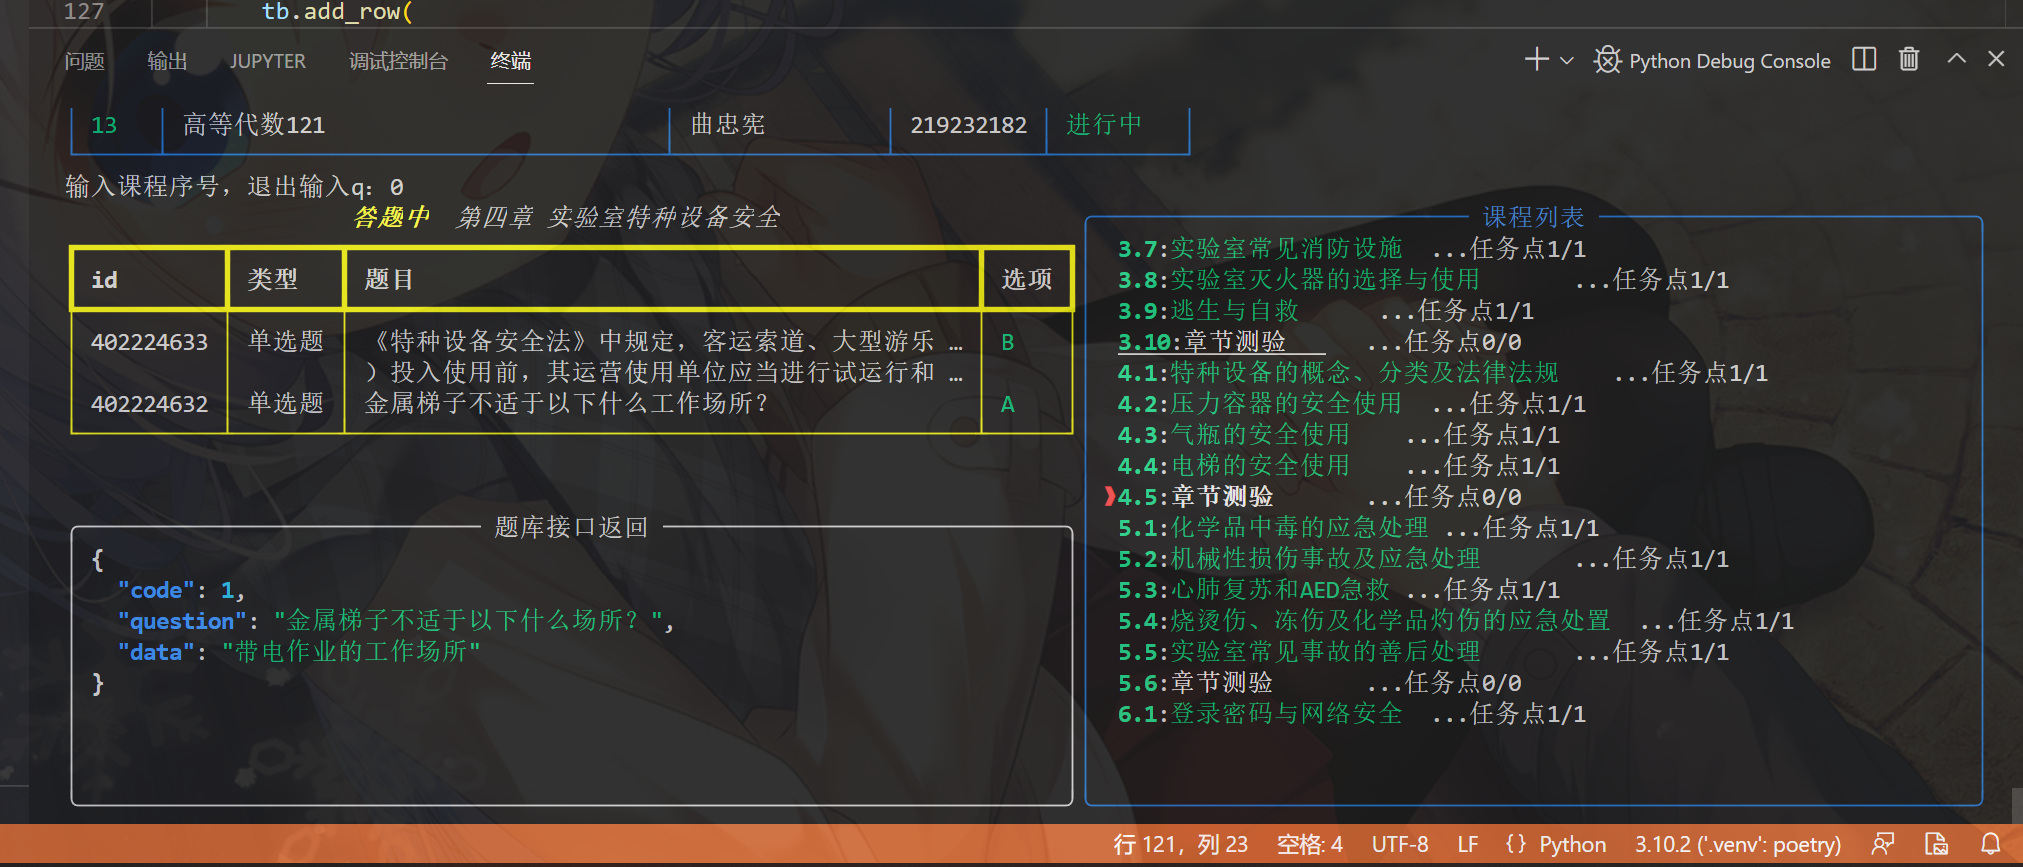 127 tb.add_row(
问题 输出 JUPYTER 调试控制台 终端 Python Debug Console
13 高等代数121 曲忠宪 219232182 进行中
输入课程序号，退出输入q：0
答题中 第四章 实验室特种设备安全
id 类型 题目 选项
402224633 单选题 《特种设备安全法》中规定，客运索道、大型游乐 … B
）投入使用前，其运营使用单位应当进行试运行和 …
402224632 单选题 金属梯子不适于以下什么工作场所？ A
题库接口返回
{
"code": 1,
"question": "金属梯子不适于以下什么场所？",
"data": "带电作业的工作场所"
}
课程列表
3.7:实验室常见消防设施 ...任务点1/1
3.8:实验室灭火器的选择与使用 ...任务点1/1
3.9:逃生与自救 ...任务点1/1
3.10:章节测验 ...任务点0/0
4.1:特种设备的概念、分类及法律法规 ...任务点1/1
4.2:压力容器的安全使用 ...任务点1/1
4.3:气瓶的安全使用 ...任务点1/1
4.4:电梯的安全使用 ...任务点1/1
❱4.5:章节测验 ...任务点0/0
5.1:化学品中毒的应急处理 ...任务点1/1
5.2:机械性损伤事故及应急处理 ...任务点1/1
5.3:心肺复苏和AED急救 ...任务点1/1
5.4:烧烫伤、冻伤及化学品灼伤的应急处置 ...任务点1/1
5.5:实验室常见事故的善后处理 ...任务点1/1
5.6:章节测验 ...任务点0/0
6.1:登录密码与网络安全 ...任务点1/1
行 121，列 23 空格: 4 UTF-8 LF {} Python 3.10.2 ('.venv': poetry)